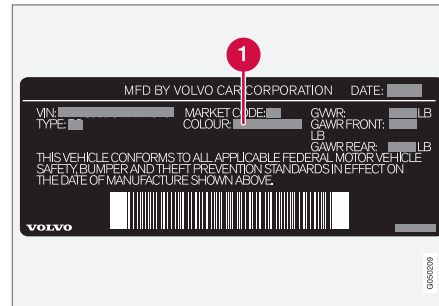 1
MFD BY VOLVO CAR CORPORATION DATE:
VIN: MARKET CODE: GVWR: LB
TYPE: COLOUR: GAWR FRONT:
LB
GAWR REAR: LB
THIS VEHICLE CONFORMS TO ALL APPLICABLE FEDERAL MOTOR VEHICLE
SAFETY, BUMPER AND THEFT PREVENTION STANDARDS IN EFFECT ON
THE DATE OF MANUFACTURE SHOWN ABOVE.
VOLVO
G050209